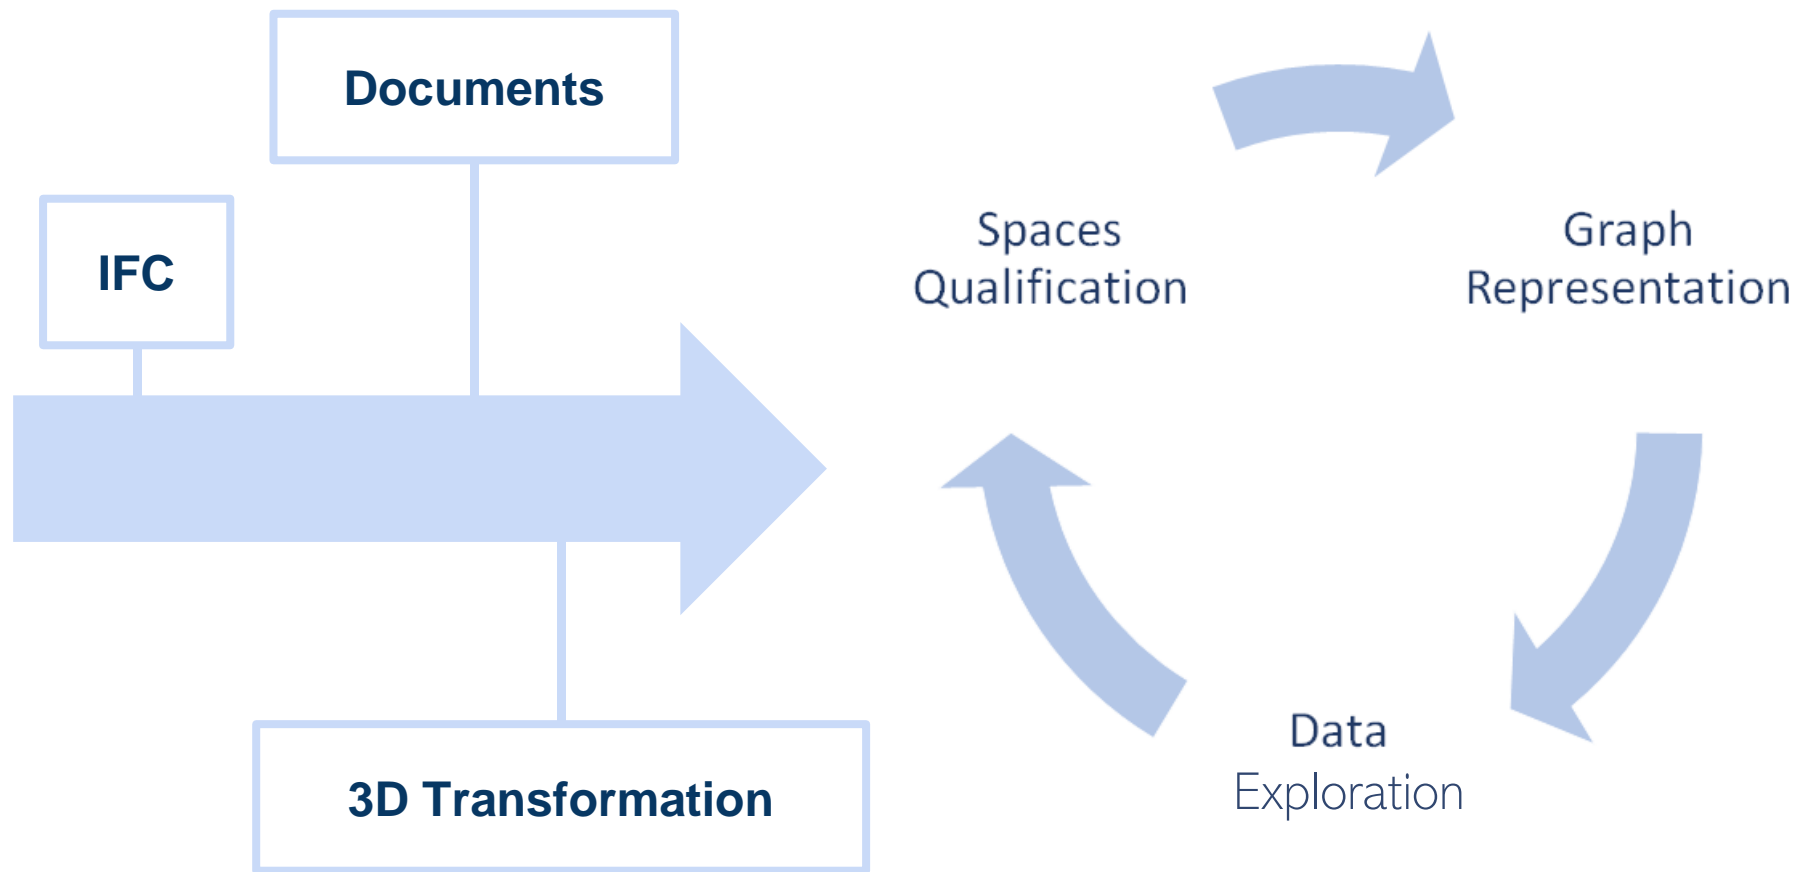 Documents
IFC
3D Transformation
Spaces
Qualification
Graph
Representation
Data
Exploration